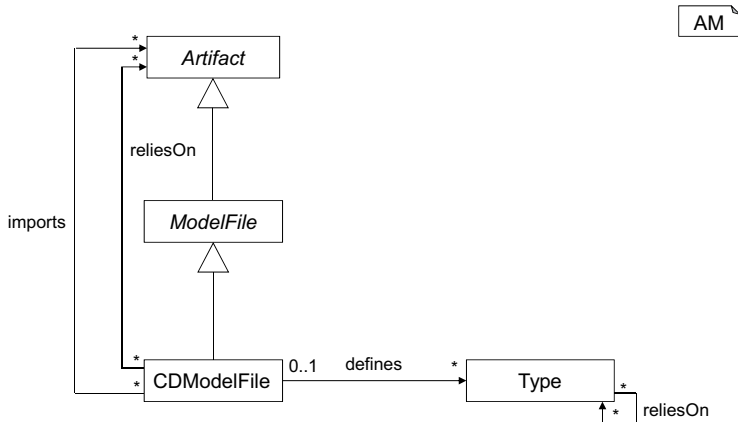 AM
*
Artifact
*
reliesOn
imports
ModelFile
*
CDModelFile
*
0..1
defines
*
Type
*
*
reliesOn